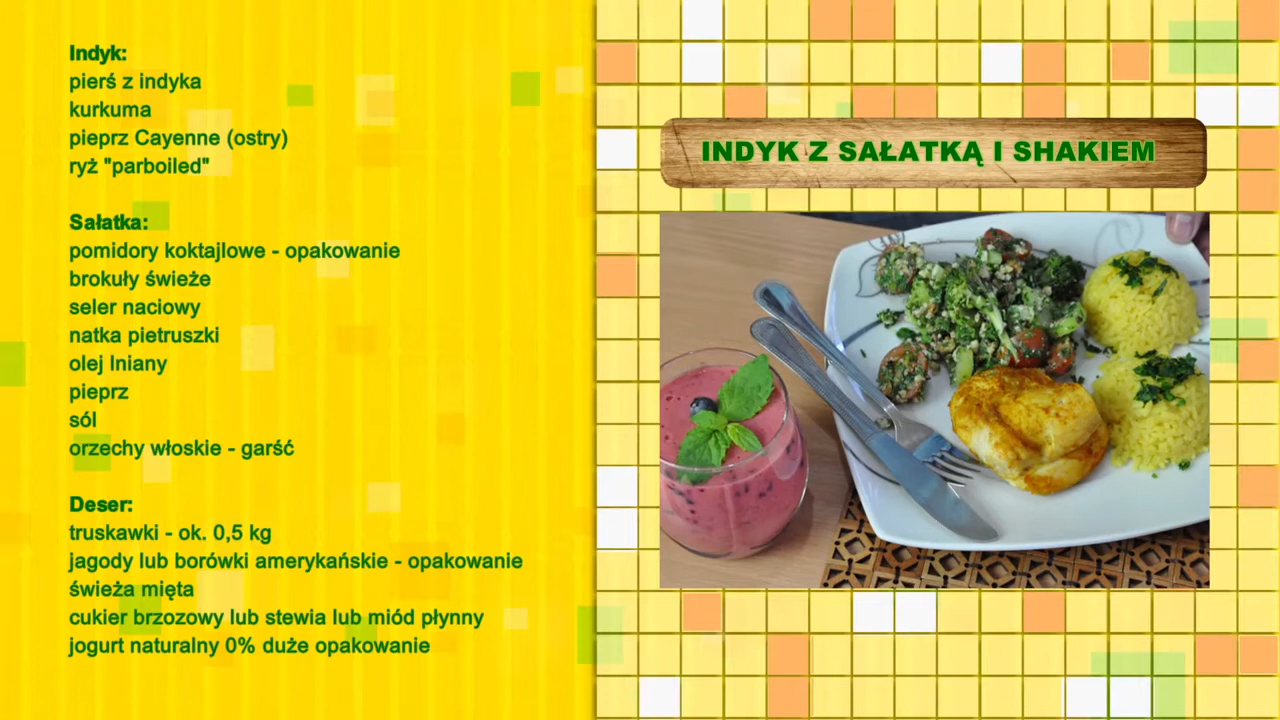 Indyk:
pierś z indyka
kurkuma
pieprz Cayenne (ostry)
ryż "parboiled"
Sałatka:
pomidory koktajlowe - opakowanie
brokuły świeże
seler naciowy
natka pietruszki
olej lniany
pieprz
sól
orzechy włoskie - garść
Deser:
truskawki - ok. 0,5 kg
jagody lub borówki amerykańskie - opakowanie
świeża mięta
cukier brzozowy lub stewia lub miód płynny
jogurt naturalny 0% duże opakowanie
INDYK Z SAŁATKĄ I SHAKIEM